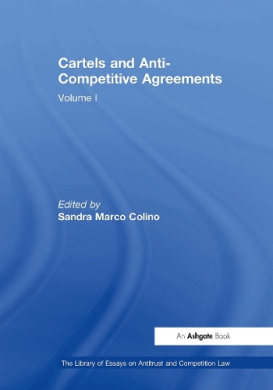 Cartels and Anti-
Competitive Agreements
Volume I
Edited by
Sandra Marco Colino
An Ashgate Book
The Library of Essays on Antitrust and Competition Law